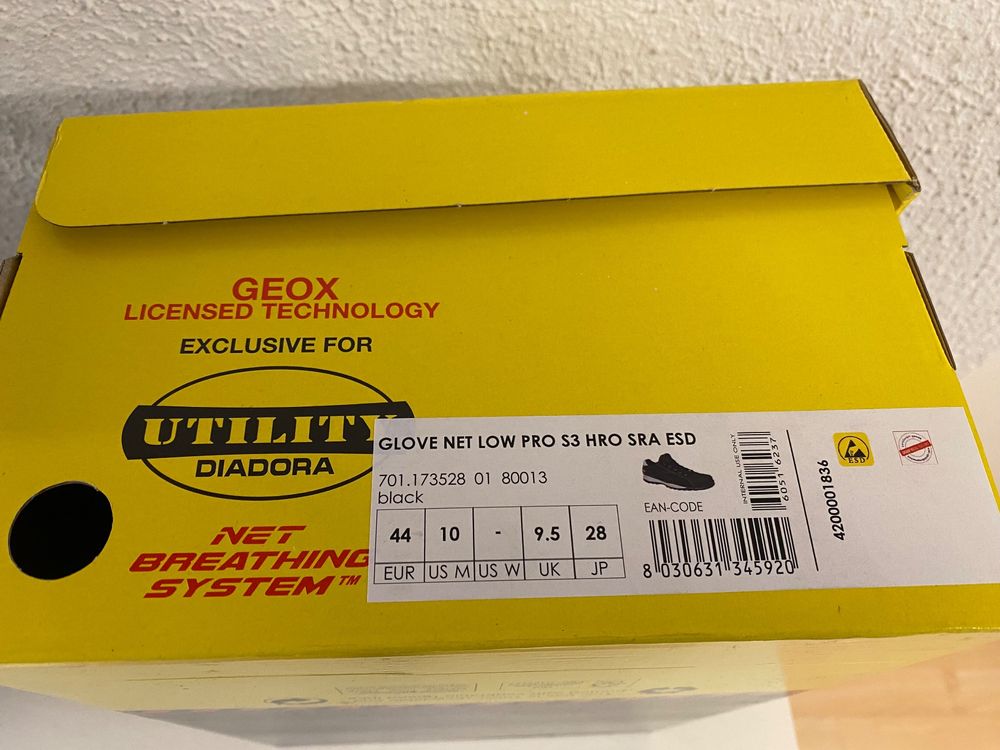 GEOX
LICENSED TECHNOLOGY
EXCLUSIVE FOR
UTILITY
DIADORA
NET
BREATHING
SYSTEM™
GLOVE NET LOW PRO S3 HRO SRA ESD
701.173528 01 80013
black
44 10 - 9.5 28
EUR US M US W UK JP
EAN-CODE
8 030631 345920
INTERNAL USE ONLY
6051 6237
4200001836
ESD